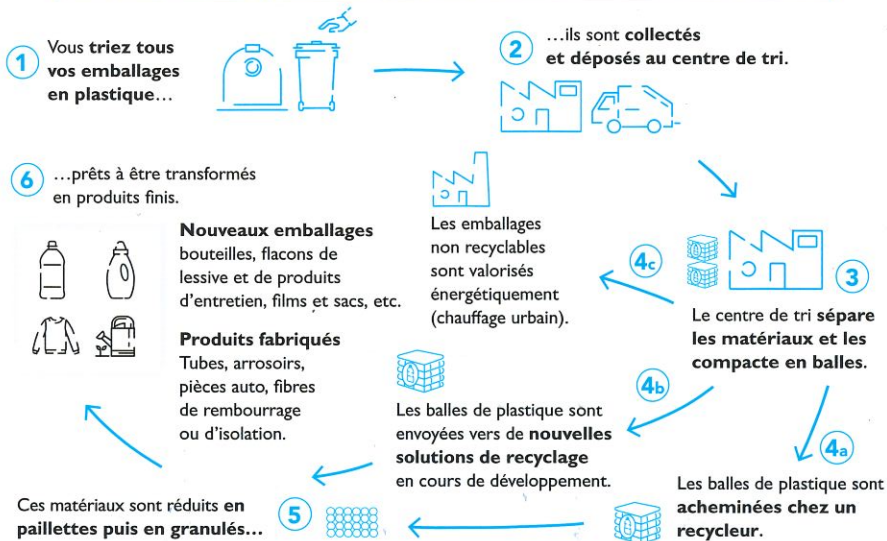 1
Vous triez tous
vos emballages
en plastique…
2
…ils sont collectés
et déposés au centre de tri.
3
Le centre de tri sépare
les matériaux et les
compacte en balles.
4a
Les balles de plastique sont
acheminées chez un
recycleur.
4b
Les balles de plastique sont
envoyées vers de nouvelles
solutions de recyclage
en cours de développement.
4c
Les emballages
non recyclables
sont valorisés
énergétiquement
(chauffage urbain).
5
Ces matériaux sont réduits en
paillettes puis en granulés…
6
…prêts à être transformés
en produits finis.
Nouveaux emballages
bouteilles, flacons de
lessive et de produits
d’entretien, films et sacs, etc.
Produits fabriqués
Tubes, arrosoirs,
pièces auto, fibres
de rembourrage
ou d’isolation.